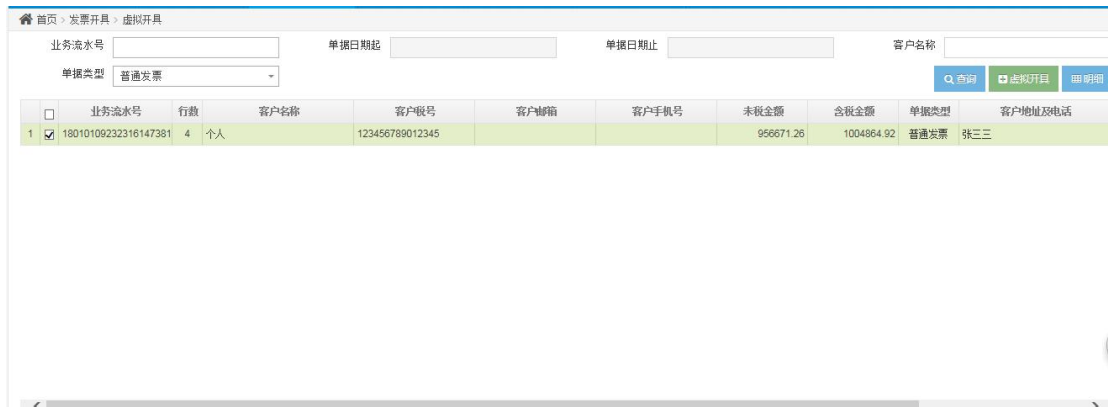 首页 > 发票开具 > 虚拟开具
业务流水号 单据日期起 单据日期止 客户名称
单据类型 普通发票 查询 虚拟开具 明细
业务流水号 行数 客户名称 客户税号 客户邮箱 客户手机号 未税金额 含税金额 单据类型 客户地址及电话
1 18010109232316147381 4 个人 123456789012345 956671.26 1004864.92 普通发票 张三三